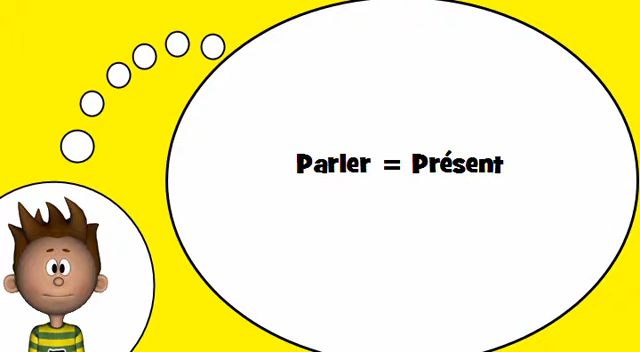 Parler = Présent